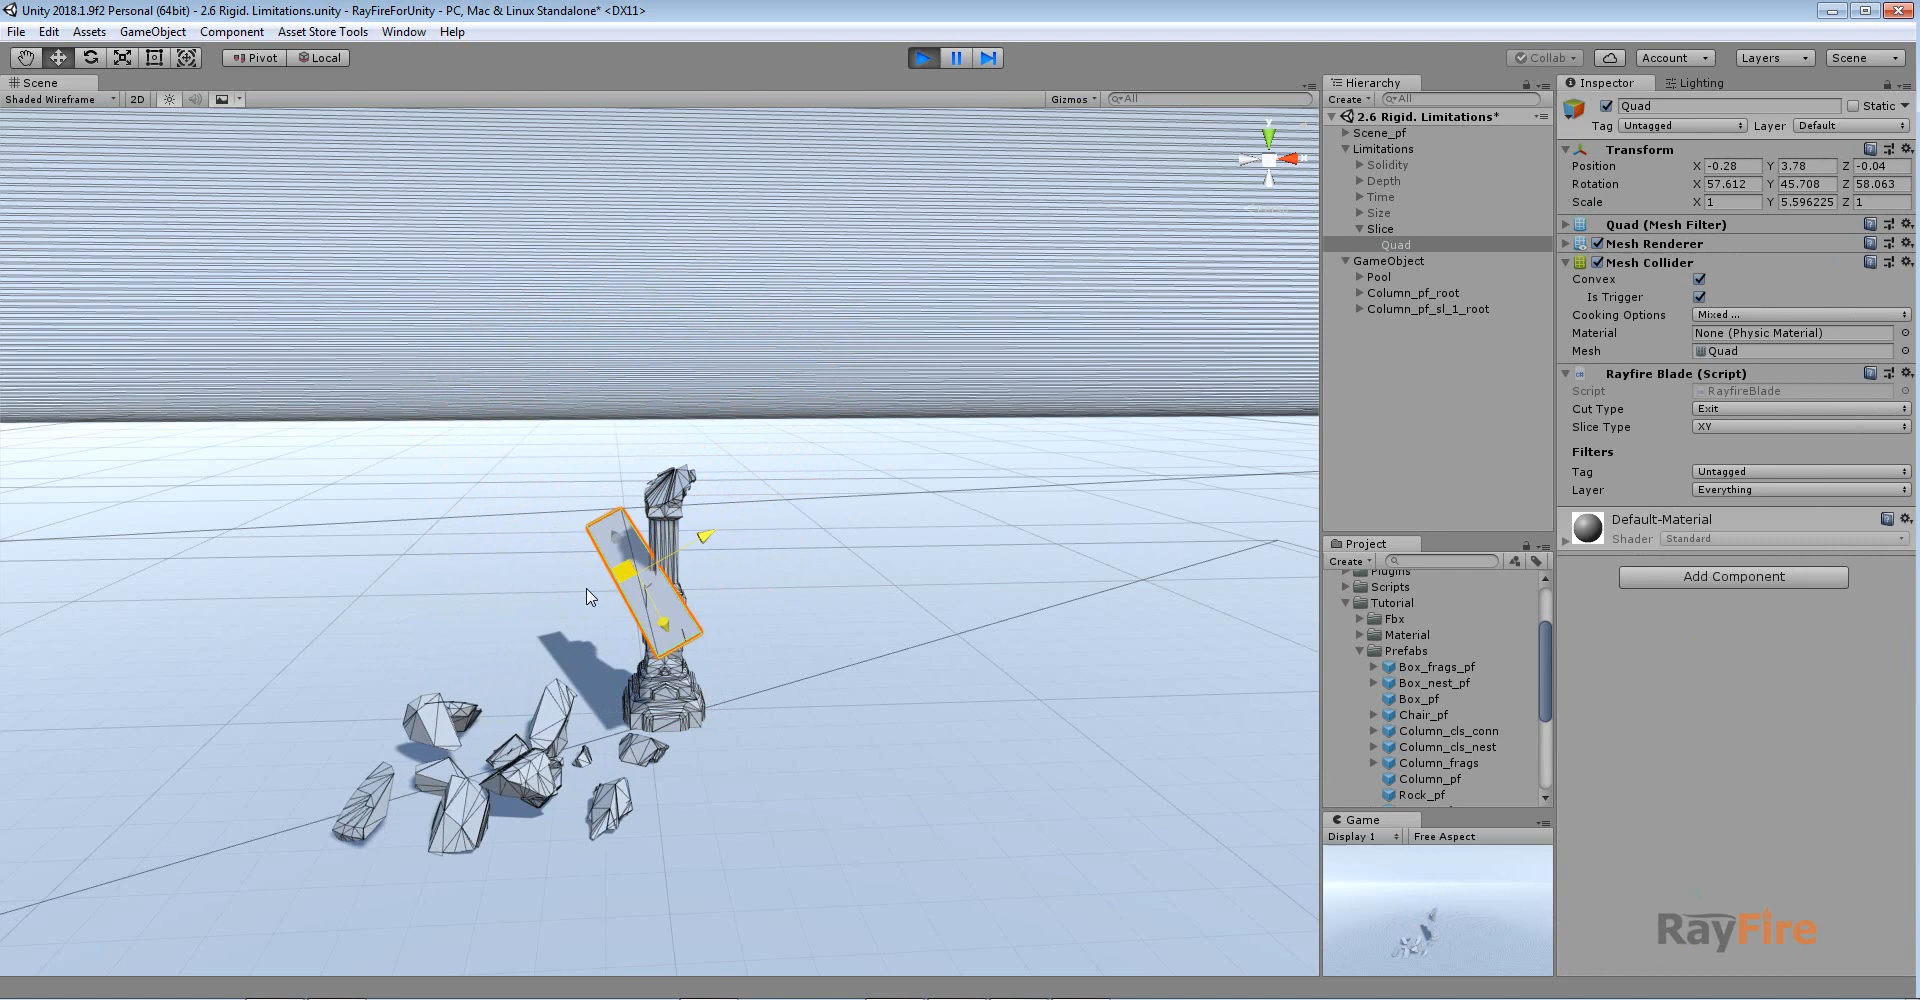 Unity 2018.1.9f2 Personal (64bit) - 2.6 Rigid. Limitations.unity - RayFireForUnity - PC, Mac & Linux Standalone* <DX11>
File Edit Assets GameObject Component Asset Store Tools Window Help
Pivot Local
Collab Account Layers Scene
Scene
Shaded Wireframe 2D Gizmos All
Hierarchy
Create All
2.6 Rigid. Limitations*
Scene_pf
Limitations
Solidity
Depth
Time
Size
Slice
Quad
GameObject
Pool
Column_pf_root
Column_pf_sl_1_root
Project
Create
Plugins
Scripts
Tutorial
Fbx
Material
Prefabs
Box_frags_pf
Box_nest_pf
Box_pf
Chair_pf
Column_cls_conn
Column_cls_nest
Column_frags
Column_pf
Rock_pf
Game
Display 1 Free Aspect
Inspector Lighting
Quad Static
Tag Untagged Layer Default
Transform
Position X -0.28 Y 3.78 Z -0.04
Rotation X 57.612 Y 45.708 Z 58.063
Scale X 1 Y 5.596225 Z 1
Quad (Mesh Filter)
Mesh Renderer
Mesh Collider
Convex
Is Trigger
Cooking Options Mixed ...
Material None (Physic Material)
Mesh Quad
Rayfire Blade (Script)
Script RayfireBlade
Cut Type Exit
Slice Type XY
Filters
Tag Untagged
Layer Everything
Default-Material
Shader Standard
Add Component
RayFire